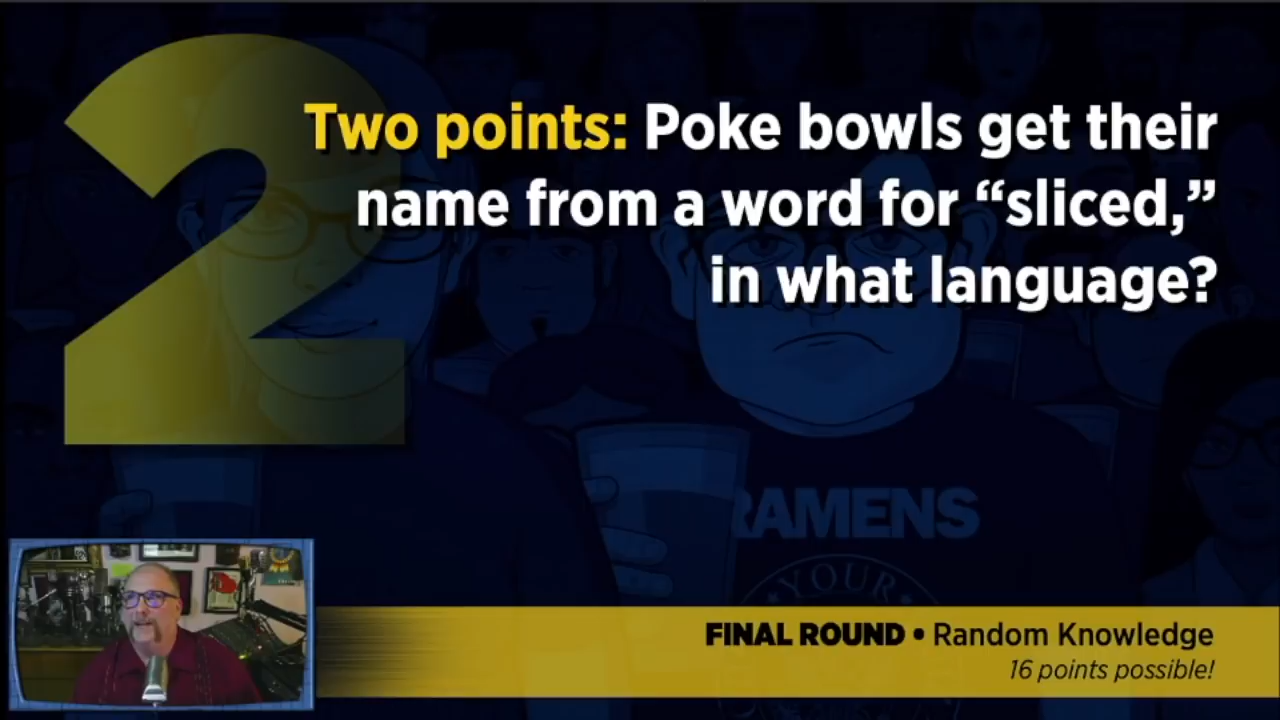 2
Two points: Poke bowls get their
name from a word for “sliced,”
in what language?
RAMENS
YOUR
FINAL ROUND • Random Knowledge
16 points possible!